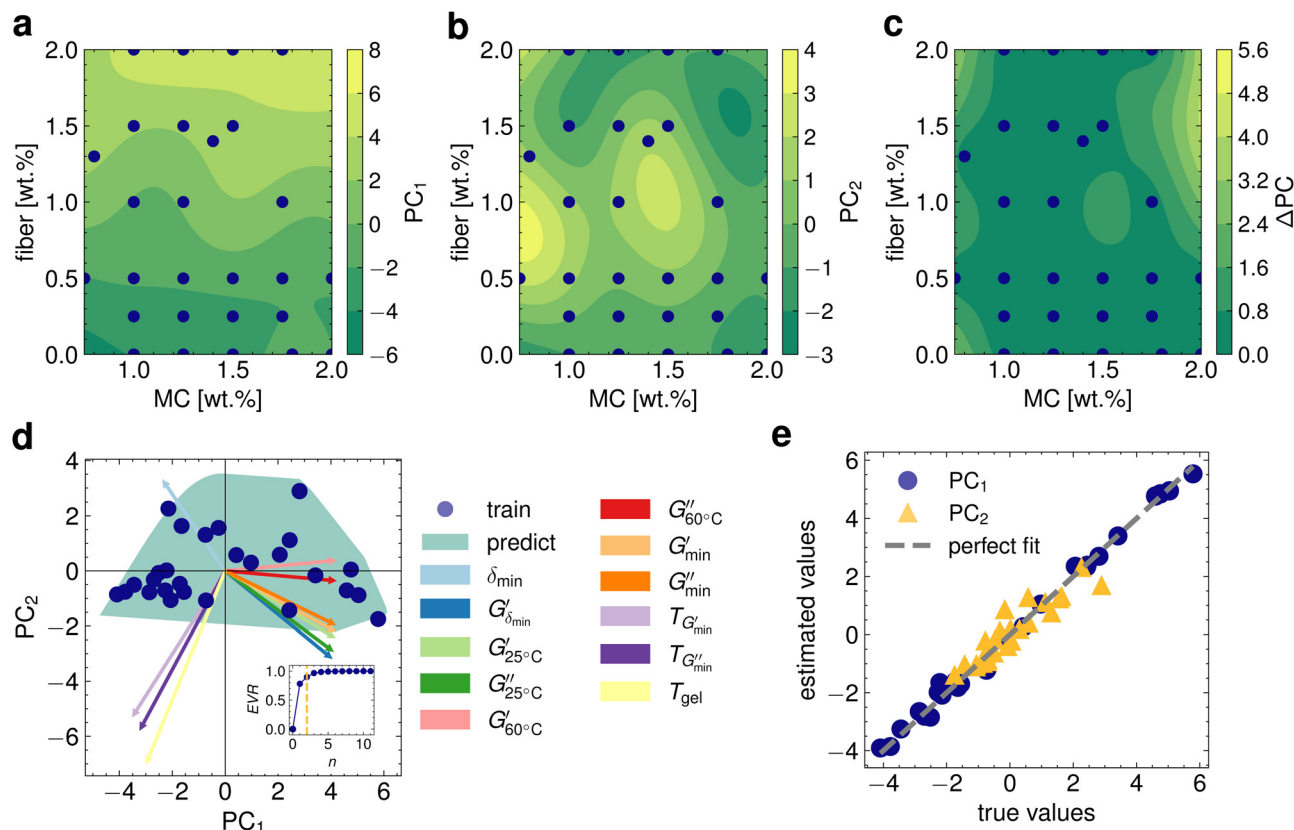 a
2.0
1.5
1.0
0.5
0.0
fiber [wt.%]
1.0 1.5 2.0
MC [wt.%]
8
6
4
2
0
−2
−4
−6
PC₁
b
2.0
1.5
1.0
0.5
0.0
fiber [wt.%]
1.0 1.5 2.0
MC [wt.%]
4
3
2
1
0
−1
−2
−3
PC₂
c
2.0
1.5
1.0
0.5
0.0
fiber [wt.%]
1.0 1.5 2.0
MC [wt.%]
5.6
4.8
4.0
3.2
2.4
1.6
0.8
0.0
ΔPC
d
4
2
0
−2
−4
−6
PC₂
−4 −2 0 2 4 6
PC₁
1.0
0.5
0.0
EVR
0 5 10
n
train
predict
δmin
G′δmin
G′25°C
G″25°C
G′60°C
G″60°C
G′min
G″min
TG′min
TG″min
Tgel
e
6
4
2
0
−2
−4
estimated values
PC₁
PC₂
perfect fit
−4 −2 0 2 4 6
true values